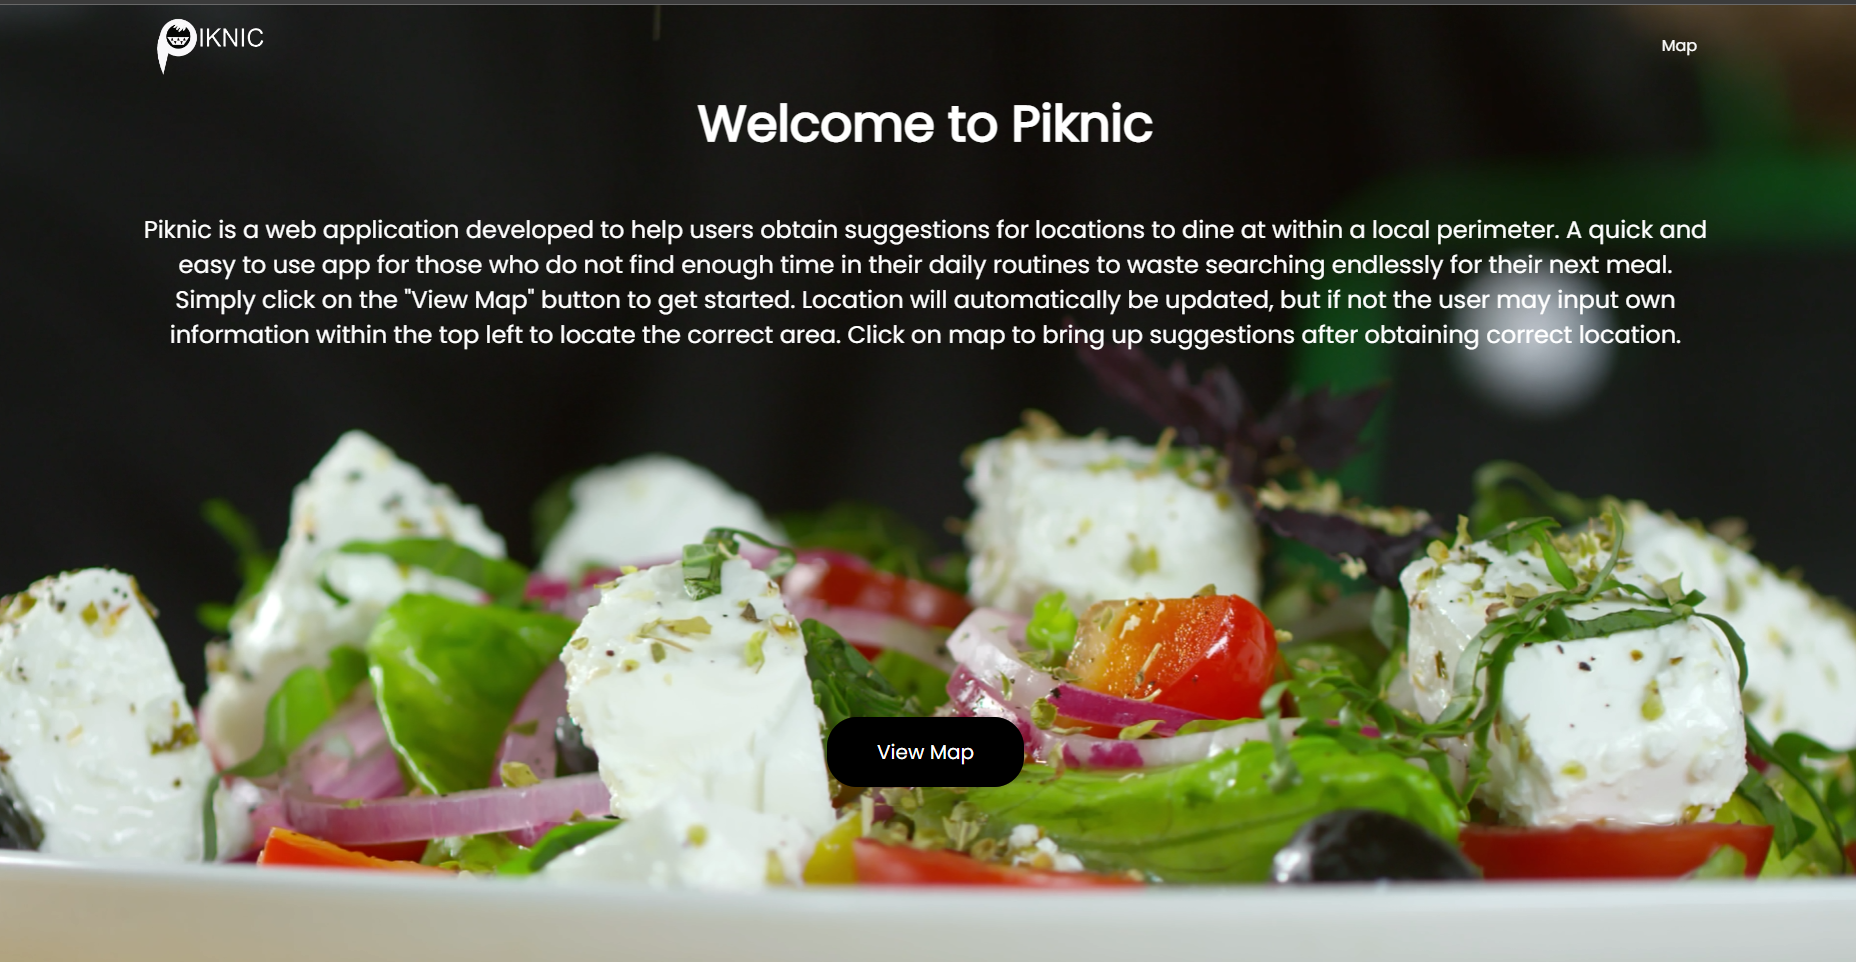 PIKNIC
Map
Welcome to Piknic
Piknic is a web application developed to help users obtain suggestions for locations to dine at within a local perimeter. A quick and
easy to use app for those who do not find enough time in their daily routines to waste searching endlessly for their next meal.
Simply click on the "View Map" button to get started. Location will automatically be updated, but if not the user may input own
information within the top left to locate the correct area. Click on map to bring up suggestions after obtaining correct location.
View Map